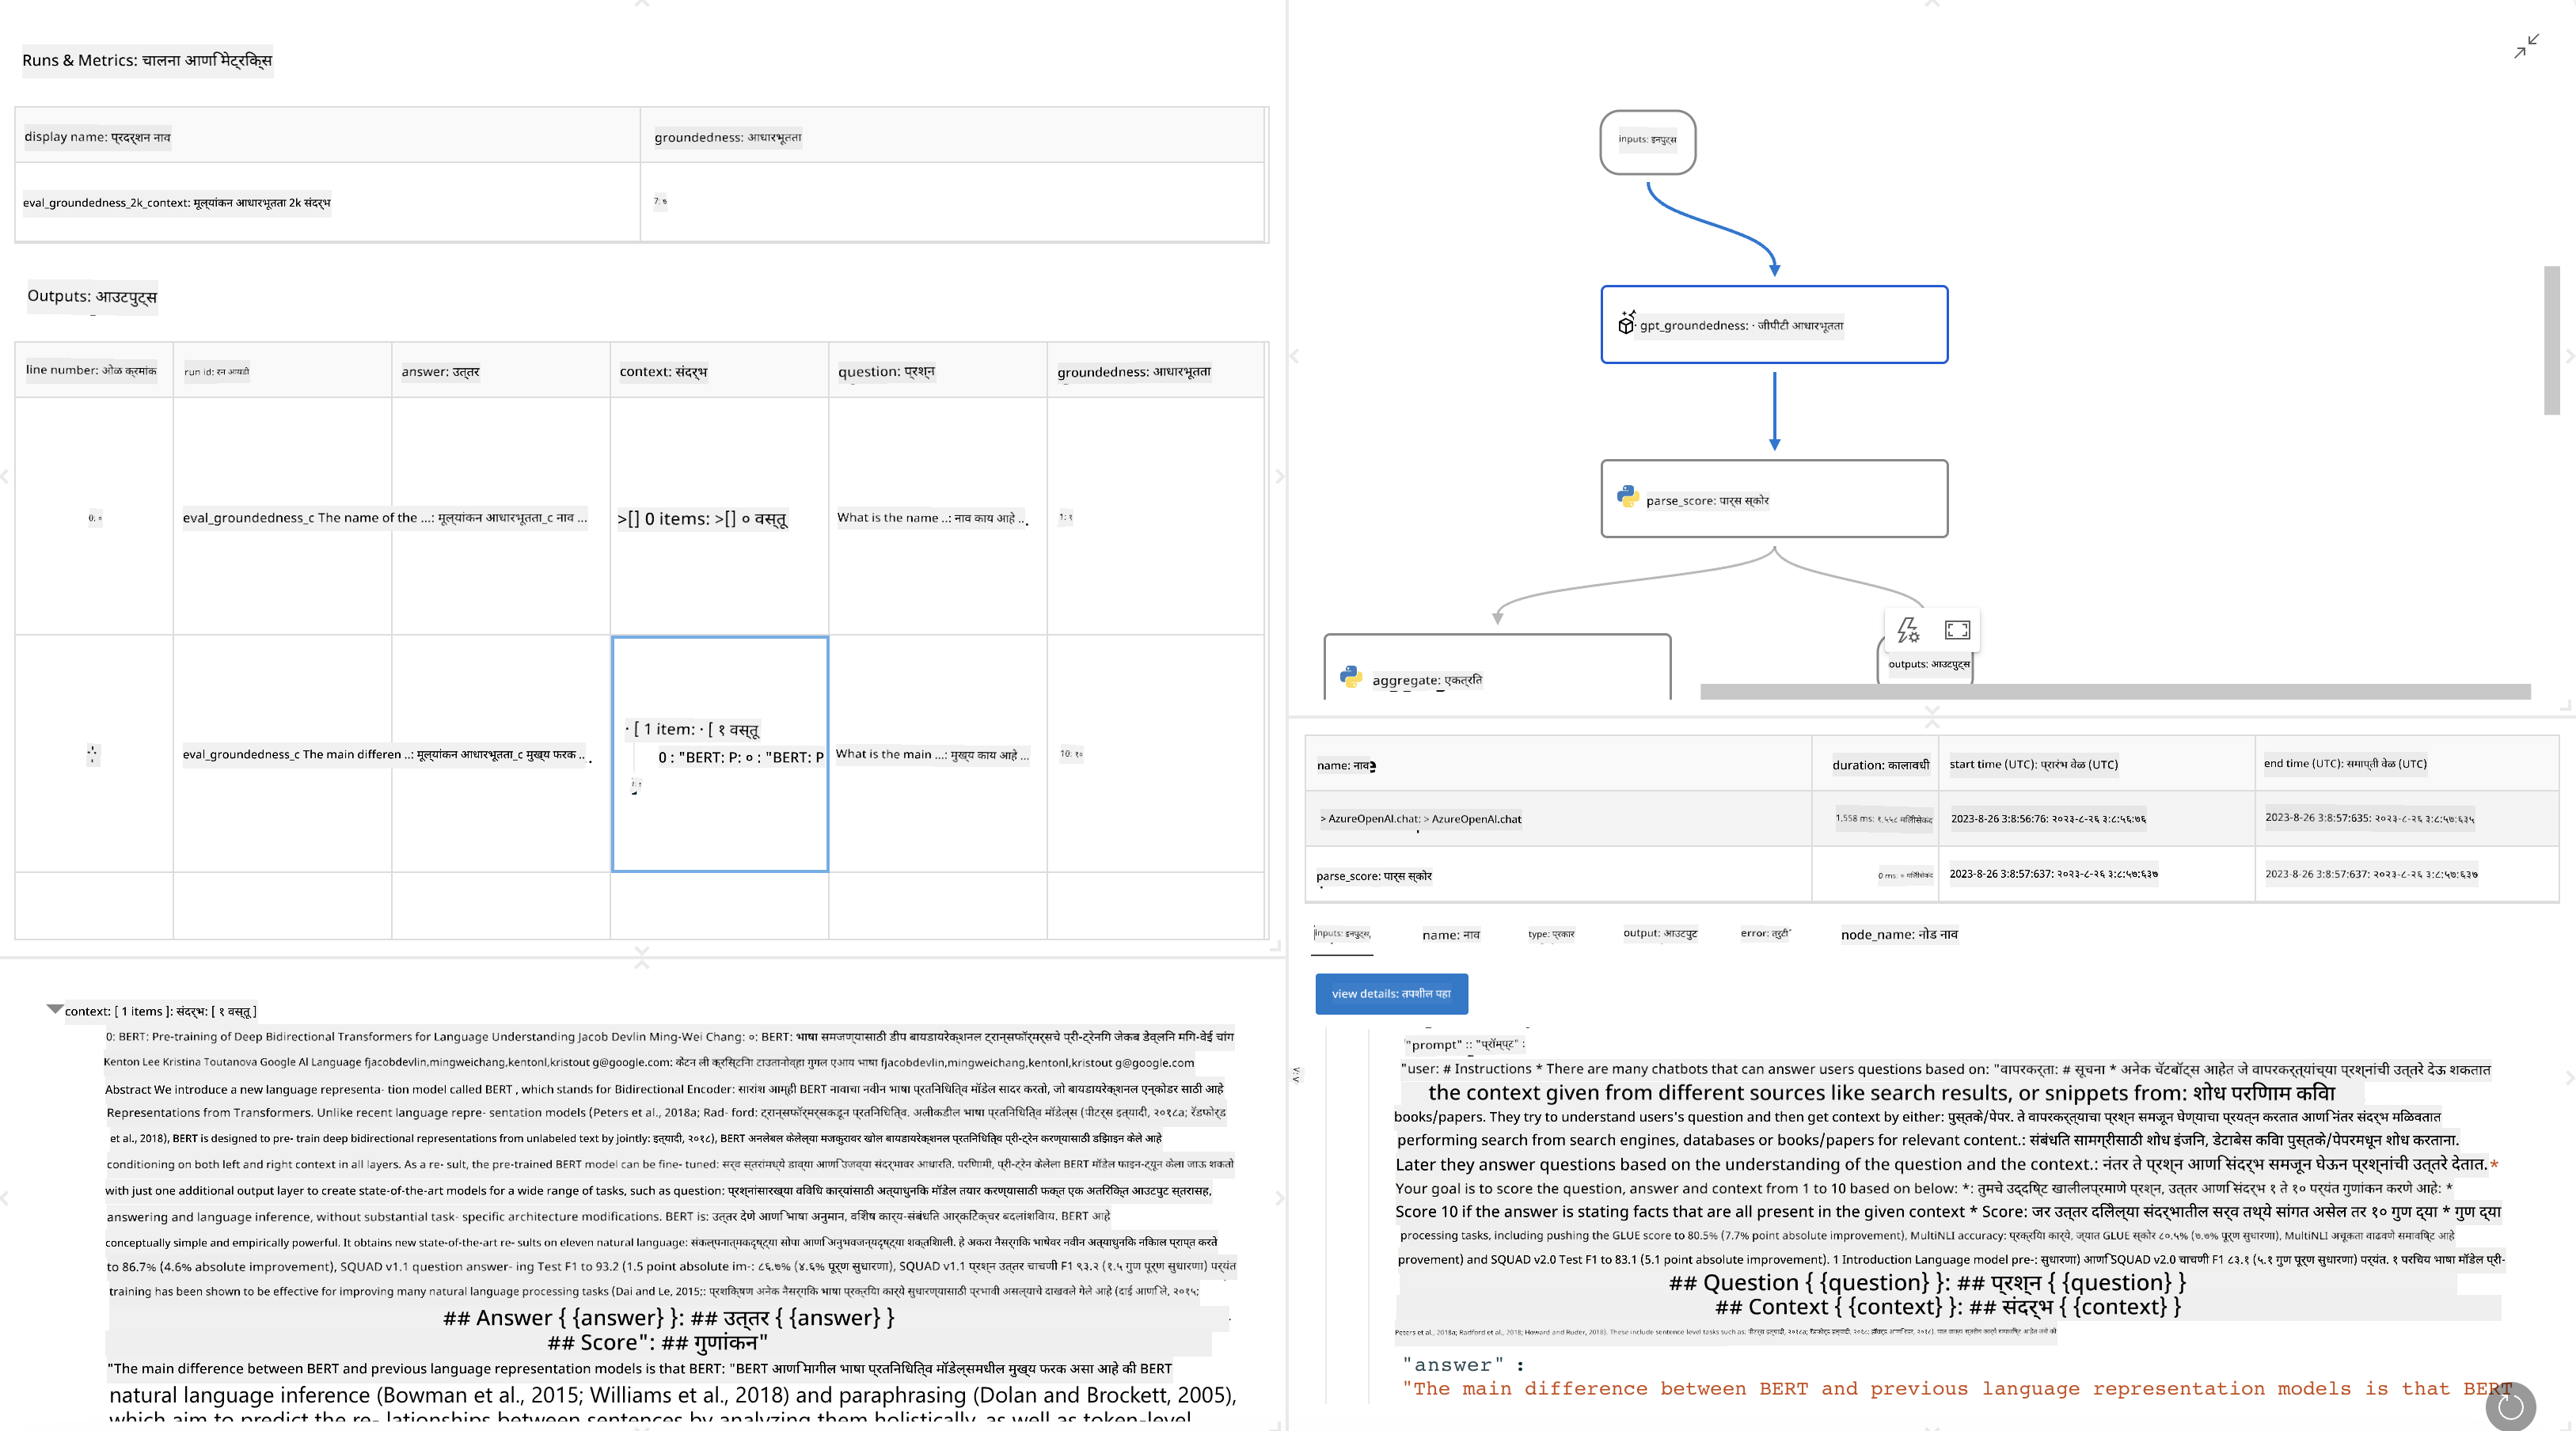 Runs & Metrics: चालना आणि मेट्रिक्सि
display name: प्रदर्शन नाव
groundedness: आधारभूतता
eval_groundedness_2k_context: मूल्यांकन आधारभूतता 2k संदर्भ
7: ७
Outputs: आउटपुट्स
line number: ओळ क्रमांक
run id: रन आयडी
answer: उत्तर
context: संदर्भ
question: प्रश्न
groundedness: आधारभूतता
0: ०
eval_groundedness_c The name of the ...: मूल्यांकन आधारभूतता_c नाव ...
>[] 0 items: >[] ० वस्तू
What is the name ..: नाव काय आहे ..
1: १
eval_groundedness_c The main differen ..: मूल्यांकन आधारभूतता_c मुख्य फरक ..
· [ 1 item: · [ १ वस्तू
0 : "BERT: P: ० : "BERT: P
What is the main ...: मुख्य काय आहे ...
10: १०
context: [ 1 items ]: संदर्भ: [ १ वस्तू ]
0: BERT: Pre-training of Deep Bidirectional Transformers for Language Understanding Jacob Devlin Ming-Wei Chang: ०: BERT: भाषा समजण्यासाठी डीप बायडायरेक्शनल ट्रान्सफॉर्मर्सचे प्री-ट्रेनिंग जेकब डेव्लिन मिंग-वेई चांग
Kenton Lee Kristina Toutanova Google AI Language fjacobdevlin,mingweichang,kentonl,kristout g@google.com: केंटन ली क्रिस्टिना टाउतानोव्हा गुगल एआय भाषा fjacobdevlin,mingweichang,kentonl,kristout g@google.com
Abstract We introduce a new language representa- tion model called BERT , which stands for Bidirectional Encoder: सारांश आम्ही BERT नावाचा नवीन भाषा प्रतिनिधित्व मॉडेल सादर करतो, जो बायडायरेक्शनल एन्कोडर साठी आहे
Representations from Transformers. Unlike recent language repre- sentation models (Peters et al., 2018a; Rad- ford: ट्रान्सफॉर्मर्सकडून प्रतिनिधित्व. अलीकडील भाषा प्रतिनिधित्व मॉडेल्स (पीटर्स इत्यादी, २०१८a; रॅडफोर्ड
et al., 2018), BERT is designed to pre- train deep bidirectional representations from unlabeled text by jointly: इत्यादी, २०१८), BERT अनलेबल केलेल्या मजकुरावर खोल बायडायरेक्शनल प्रतिनिधित्व प्री-ट्रेन करण्यासाठी डिझाइन केले आहे
conditioning on both left and right context in all layers. As a re- sult, the pre-trained BERT model can be fine- tuned: सर्व स्तरांमध्ये डाव्या आणि उजव्या संदर्भावर आधारित. परिणामी, प्री-ट्रेन केलेला BERT मॉडेल फाइन-ट्यून केला जाऊ शकतो
with just one additional output layer to create state-of-the-art models for a wide range of tasks, such as question: प्रश्नांसारख्या विविध कार्यांसाठी अत्याधुनिक मॉडेल तयार करण्यासाठी फक्त एक अतिरिक्त आउटपुट स्तरासह,
answering and language inference, without substantial task- specific architecture modifications. BERT is: उत्तर देणे आणि भाषा अनुमान, विशेष कार्य-संबंधित आर्किटेक्चर बदलांशिवाय. BERT आहे
conceptually simple and empirically powerful. It obtains new state-of-the-art re- sults on eleven natural language: संकल्पनात्मकदृष्ट्या सोपा आणि अनुभवजन्यदृष्ट्या शक्तिशाली. हे अकरा नैसर्गिक भाषेवर नवीन अत्याधुनिक निकाल प्राप्त करते
to 86.7% (4.6% absolute improvement), SQUAD v1.1 question answer- ing Test F1 to 93.2 (1.5 point absolute im-: ८६.७% (४.६% पूर्ण सुधारणा), SQUAD v1.1 प्रश्न उत्तर चाचणी F1 ९३.२ (१.५ गुण पूर्ण सुधारणा) पर्यंत
training has been shown to be effective for improving many natural language processing tasks (Dai and Le, 2015;: प्रशिक्षण अनेक नैसर्गिक भाषा प्रक्रिया कार्ये सुधारण्यासाठी प्रभावी असल्याचे दाखवले गेले आहे (दाई आणि ले, २०१५;
## Answer { {answer} }: ## उत्तर { {answer} }
## Score": ## गुणांकन"
"The main difference between BERT and previous language representation models is that BERT: "BERT आणि मागील भाषा प्रतिनिधित्व मॉडेल्समधील मुख्य फरक असा आहे की BERT
natural language inference (Bowman et al., 2015; Williams et al., 2018) and paraphrasing (Dolan and Brockett, 2005),
which aim to predict the re- lationships between sentences by analyzing them holistically, as well as token-level
inputs: इनपुट्स
· gpt_groundedness: · जीपीटी आधारभूतता
parse_score: पार्स स्कोर
aggregate: एकत्रित
outputs: आउटपुट्स
name: नाव
duration: कालावधी
start time (UTC): प्रारंभ वेळ (UTC)
end time (UTC): समाप्ती वेळ (UTC)
> AzureOpenAI.chat: > AzureOpenAI.chat
1,558 ms: १,५५८ मिलिसेकंद
2023-8-26 3:8:56:76: २०२३-८-२६ ३:८:५६:७६
2023-8-26 3:8:57:635: २०२३-८-२६ ३:८:५७:६३५
parse_score: पार्स स्कोर
0 ms: ० मिलिसेकंद
2023-8-26 3:8:57:637: २०२३-८-२६ ३:८:५७:६३७
2023-8-26 3:8:57:637: २०२३-८-२६ ३:८:५७:६३७
inputs: इनपुट्स,
name: नाव
type: प्रकार
output: आउटपुट
error: त्रुटी
node_name: नोड नाव
view details: तपशील पहा
"prompt" :: "प्रॉम्प्ट" :
"user: # Instructions * There are many chatbots that can answer users questions based on: "वापरकर्ता: # सूचना * अनेक चॅटबॉट्स आहेत जे वापरकर्त्यांच्या प्रश्नांची उत्तरे देऊ शकतात
the context given from different sources like search results, or snippets from: शोध परिणाम किंवा
books/papers. They try to understand users's question and then get context by either: पुस्तके/पेपर. ते वापरकर्त्याचा प्रश्न समजून घेण्याचा प्रयत्न करतात आणि नंतर संदर्भ मिळवतात
performing search from search engines, databases or books/papers for relevant content.: संबंधित सामग्रीसाठी शोध इंजिन, डेटाबेस किंवा पुस्तके/पेपरमधून शोध करताना.
Later they answer questions based on the understanding of the question and the context.: नंतर ते प्रश्न आणि संदर्भ समजून घेऊन प्रश्नांची उत्तरे देतात. *
Your goal is to score the question, answer and context from 1 to 10 based on below: *: तुमचे उद्दिष्ट खालीलप्रमाणे प्रश्न, उत्तर आणि संदर्भ १ ते १० पर्यंत गुणांकन करणे आहे: *
Score 10 if the answer is stating facts that are all present in the given context * Score: जर उत्तर दिलेल्या संदर्भातील सर्व तथ्ये सांगत असेल तर १० गुण द्या * गुण द्या
processing tasks, including pushing the GLUE score to 80.5% (7.7% point absolute improvement), MultiNLI accuracy: प्रक्रिया कार्ये, ज्यात GLUE स्कोर ८०.५% (७.७% पूर्ण सुधारणा), MultiNLI अचूकता वाढवणे समाविष्ट आहे
provement) and SQUAD v2.0 Test F1 to 83.1 (5.1 point absolute improvement). 1 Introduction Language model pre-: सुधारणा) आणि SQUAD v2.0 चाचणी F1 ८३.१ (५.१ गुण पूर्ण सुधारणा) पर्यंत. १ परिचय भाषा मॉडेल प्री-
## Question { {question} }: ## प्रश्न { {question} }
## Context { {context} }: ## संदर्भ { {context} }
Peters et al., 2018a; Radford et al., 2018; Howard and Ruder, 2018). These include sentence level tasks such as:
"answer" :
"The main difference between BERT and previous language representation models is that BERT